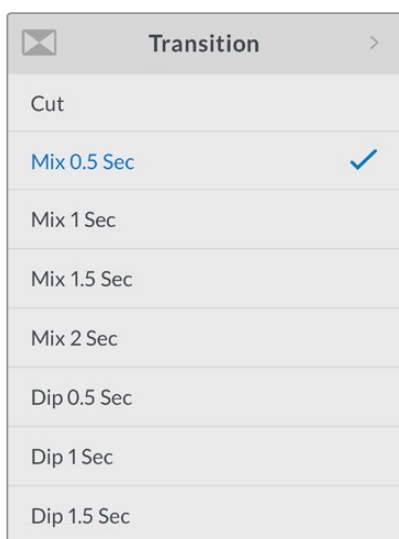 Transition
Cut
Mix 0.5 Sec
Mix 1 Sec
Mix 1.5 Sec
Mix 2 Sec
Dip 0.5 Sec
Dip 1 Sec
Dip 1.5 Sec